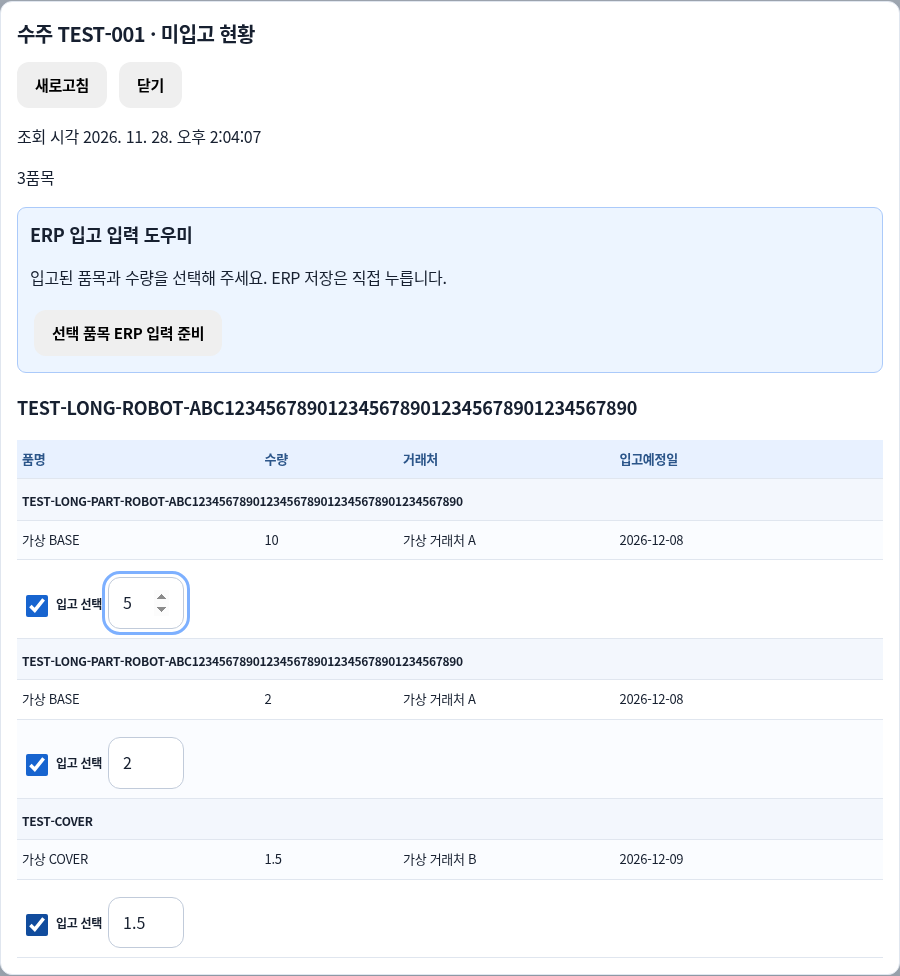 수주 TEST-001 · 미입고 현황
새로고침 닫기
조회 시각 2026. 11. 28. 오후 2:04:07
3품목
ERP 입고 입력 도우미
입고된 품목과 수량을 선택해 주세요. ERP 저장은 직접 누릅니다.
선택 품목 ERP 입력 준비
TEST-LONG-ROBOT-ABC1234567890123456789012345678901234567890
품명 수량 거래처 입고예정일
TEST-LONG-PART-ROBOT-ABC1234567890123456789012345678901234567890
가상 BASE 10 가상 거래처 A 2026-12-08
입고 선택 5
TEST-LONG-PART-ROBOT-ABC1234567890123456789012345678901234567890
가상 BASE 2 가상 거래처 A 2026-12-08
입고 선택 2
TEST-COVER
가상 COVER 1.5 가상 거래처 B 2026-12-09
입고 선택 1.5